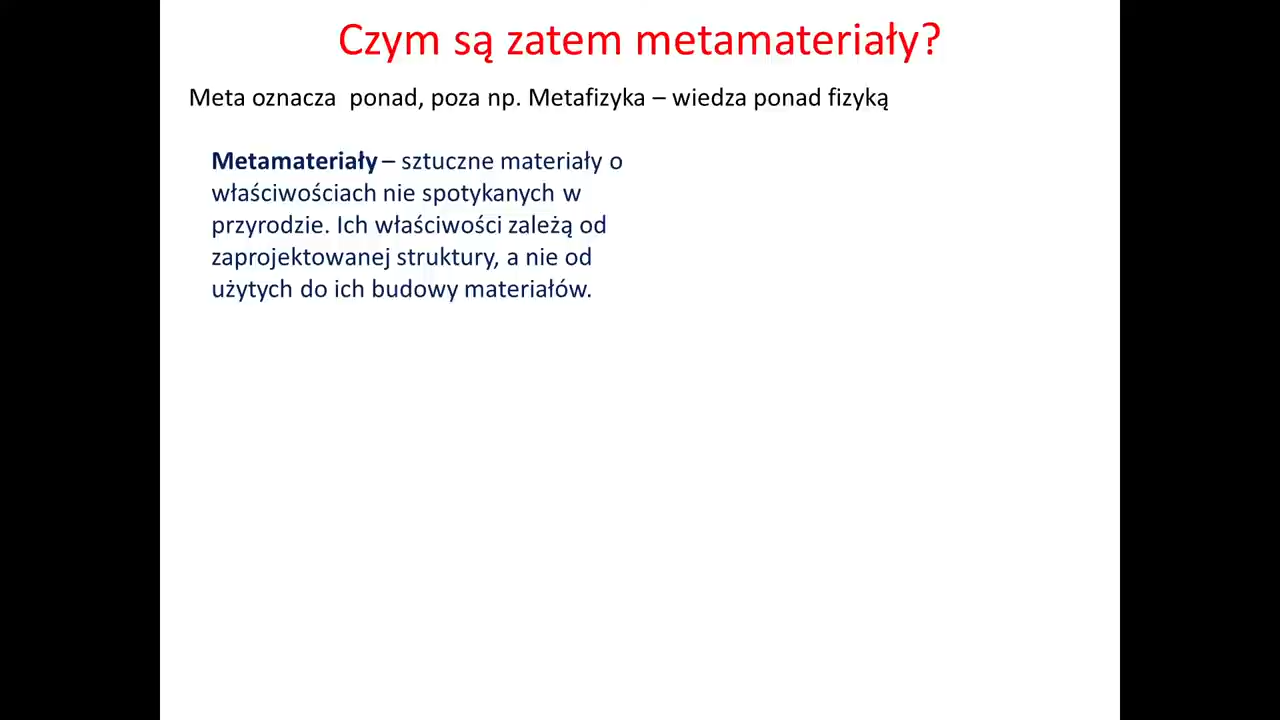 Czym są zatem metamateriały?
Meta oznacza  ponad, poza np. Metafizyka – wiedza ponad fizyką
Metamateriały – sztuczne materiały o
właściwościach nie spotykanych w
przyrodzie. Ich właściwości zależą od
zaprojektowanej struktury, a nie od
użytych do ich budowy materiałów.